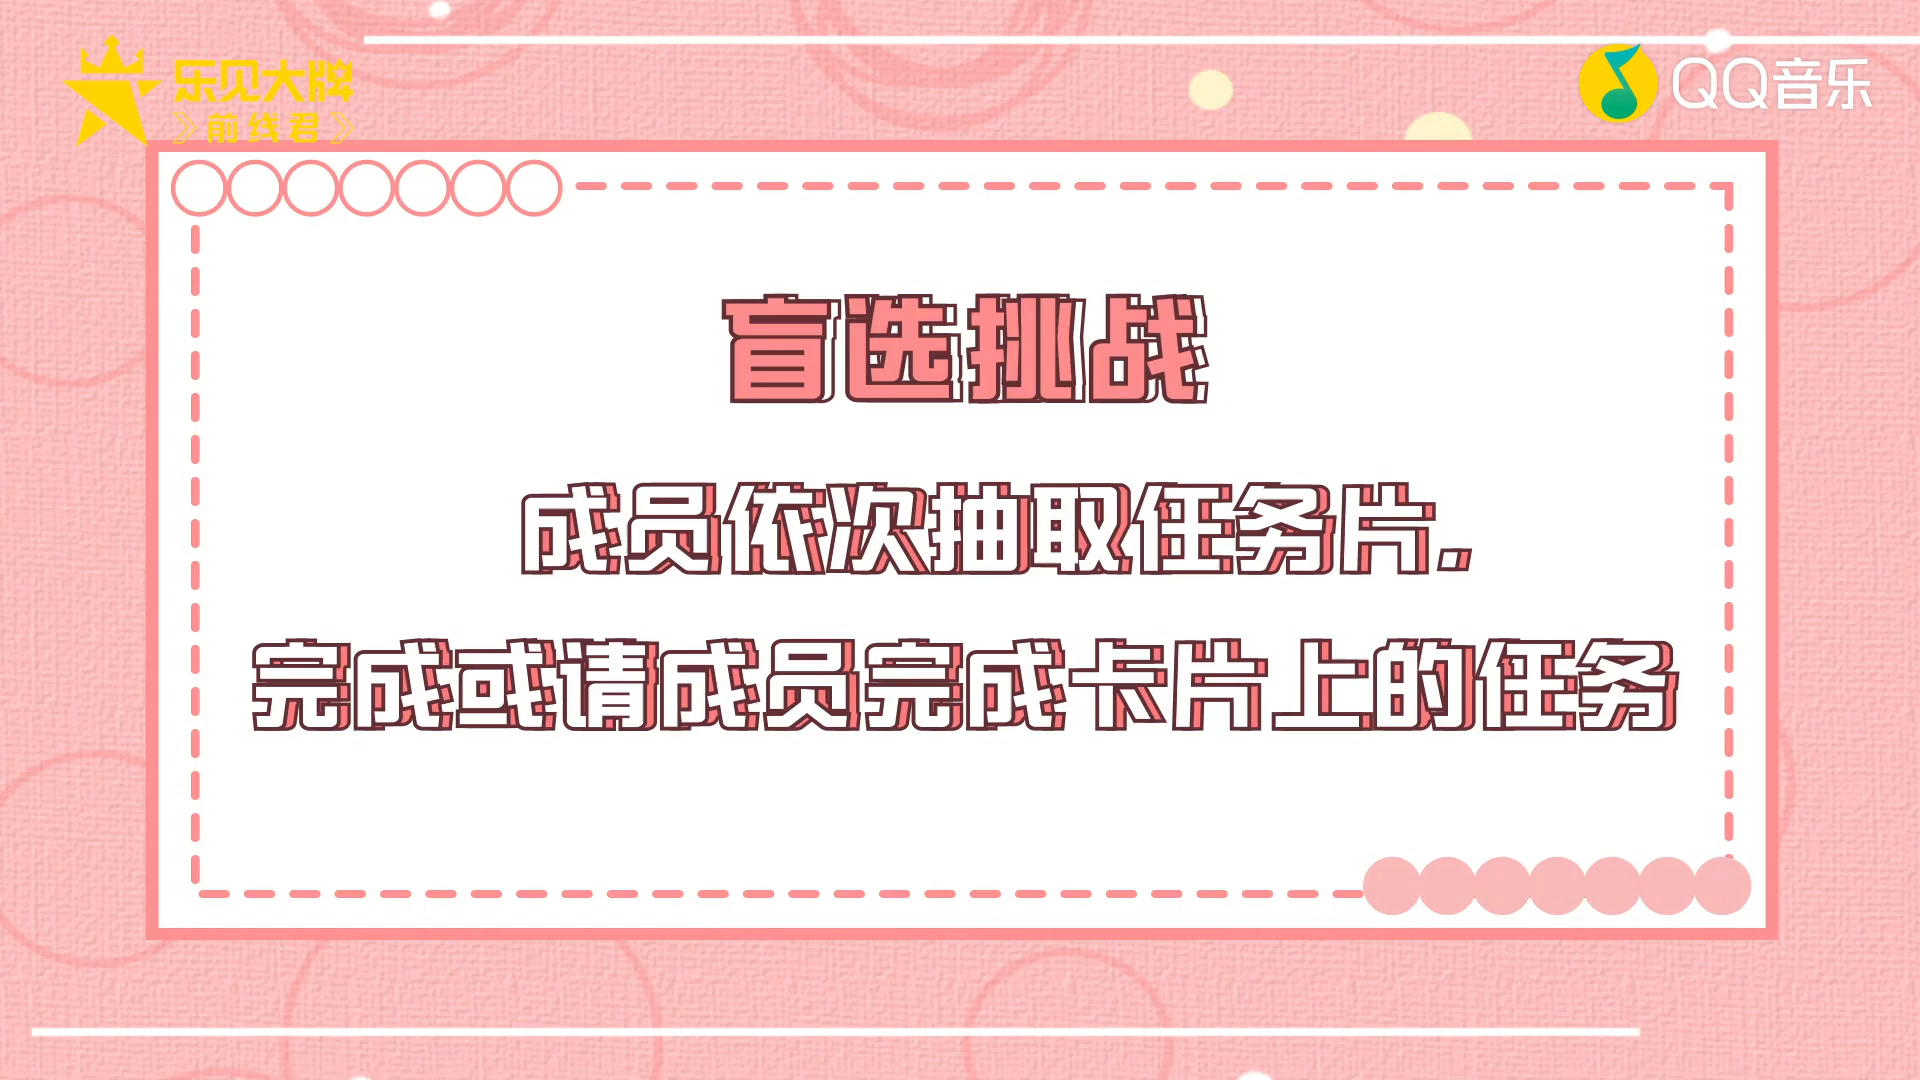 乐见大牌
》前线君》
QQ音乐
盲选挑战
成员依次抽取任务片.
完成或请成员完成卡片上的任务